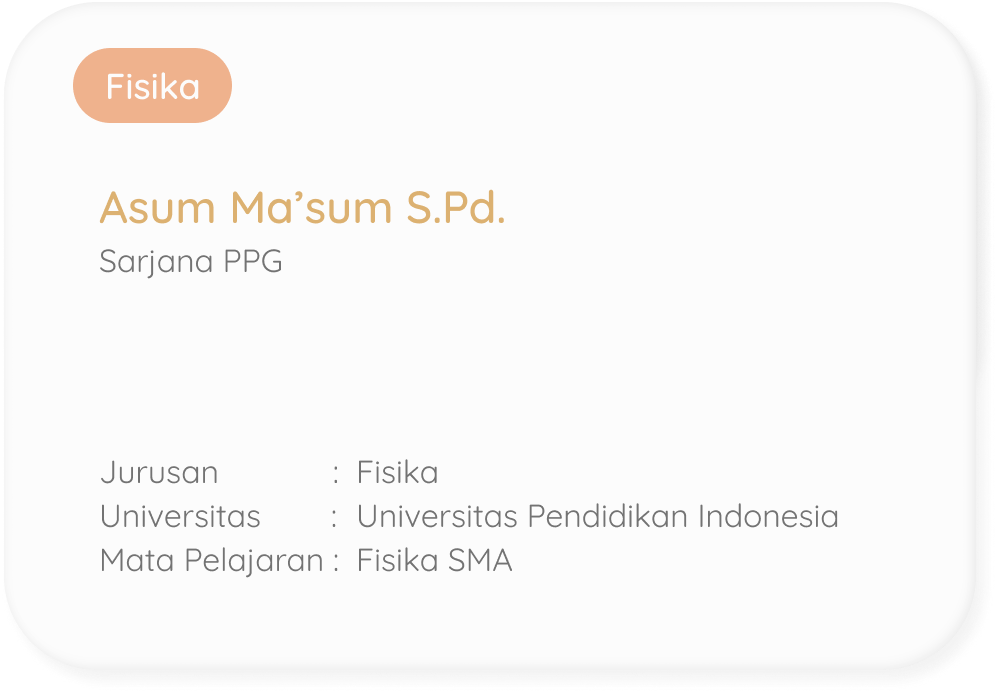 Fisika
Asum Ma’sum S.Pd.
Sarjana PPG
Jurusan : Fisika
Universitas : Universitas Pendidikan Indonesia
Mata Pelajaran : Fisika SMA